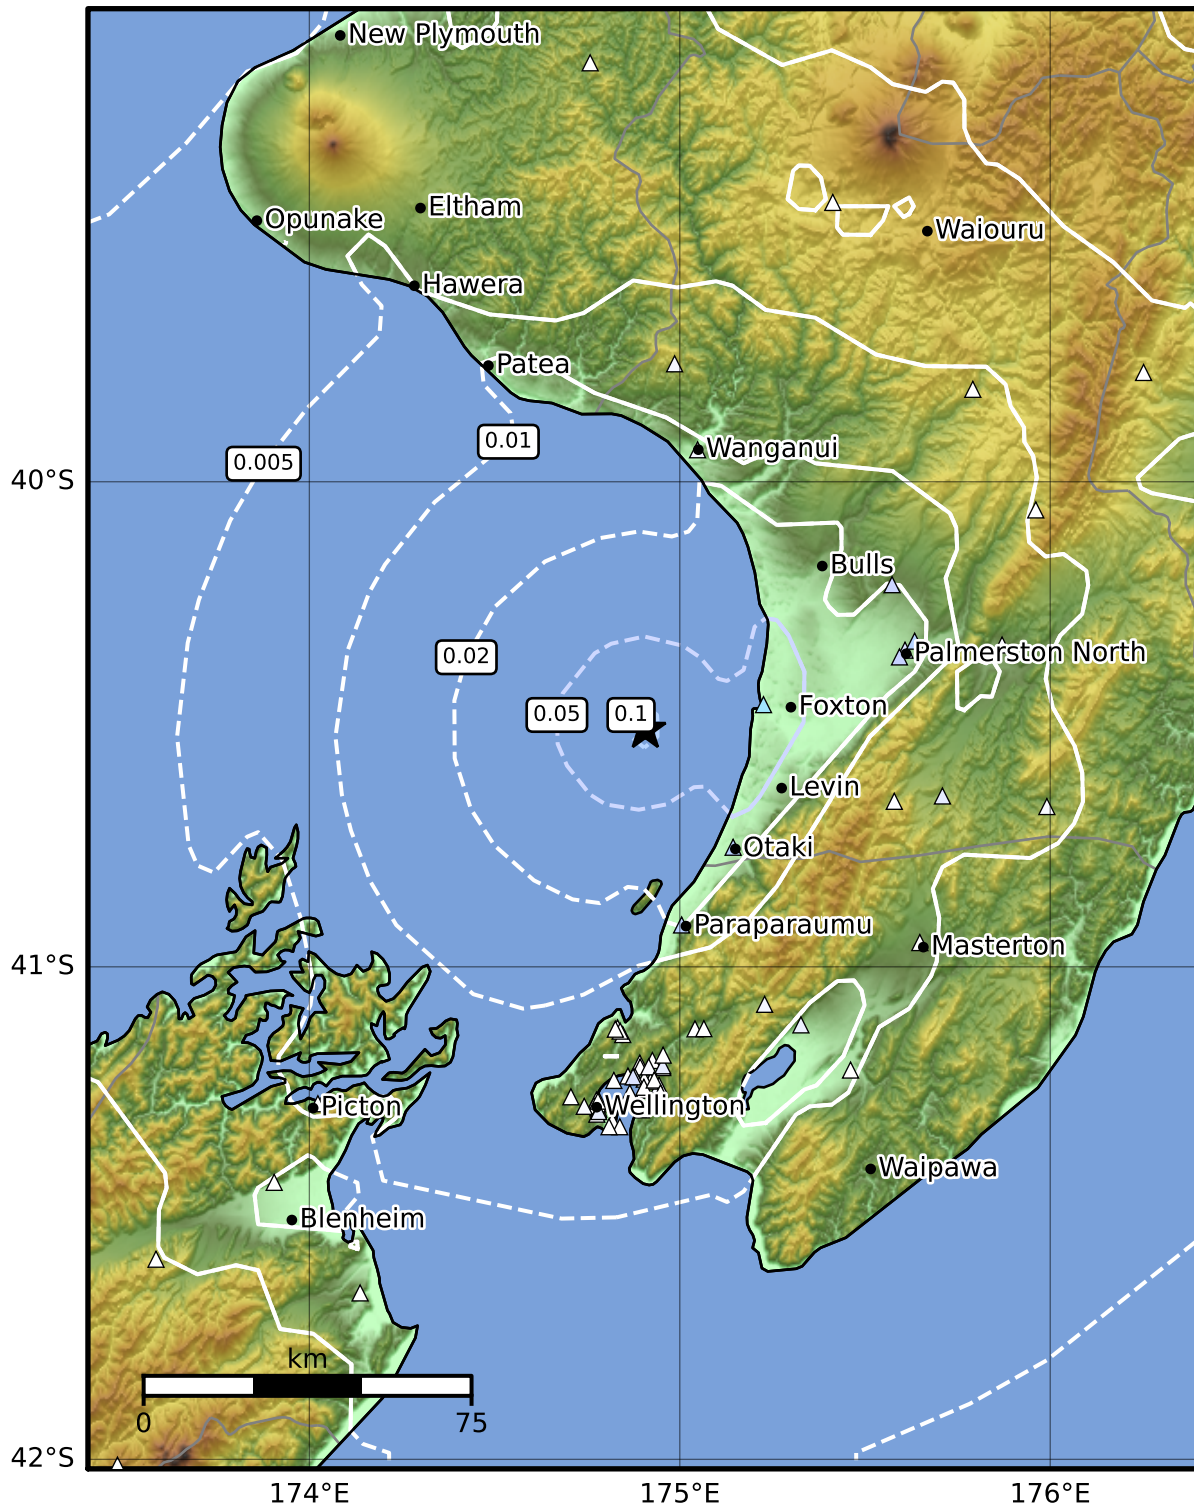 New Plymouth
Eltham
Opunake
Waiouru
Hawera
Patea
0.01
Wanganui
0.005
40°S
Bulls
0.02
Palmerston North
0.05
0.1
Foxton
Levin
Otaki
Paraparaumu
Masterton
41°S
Picton
Wellington
Waipawa
Blenheim
km
0
75
42°S
174°E
175°E
176°E